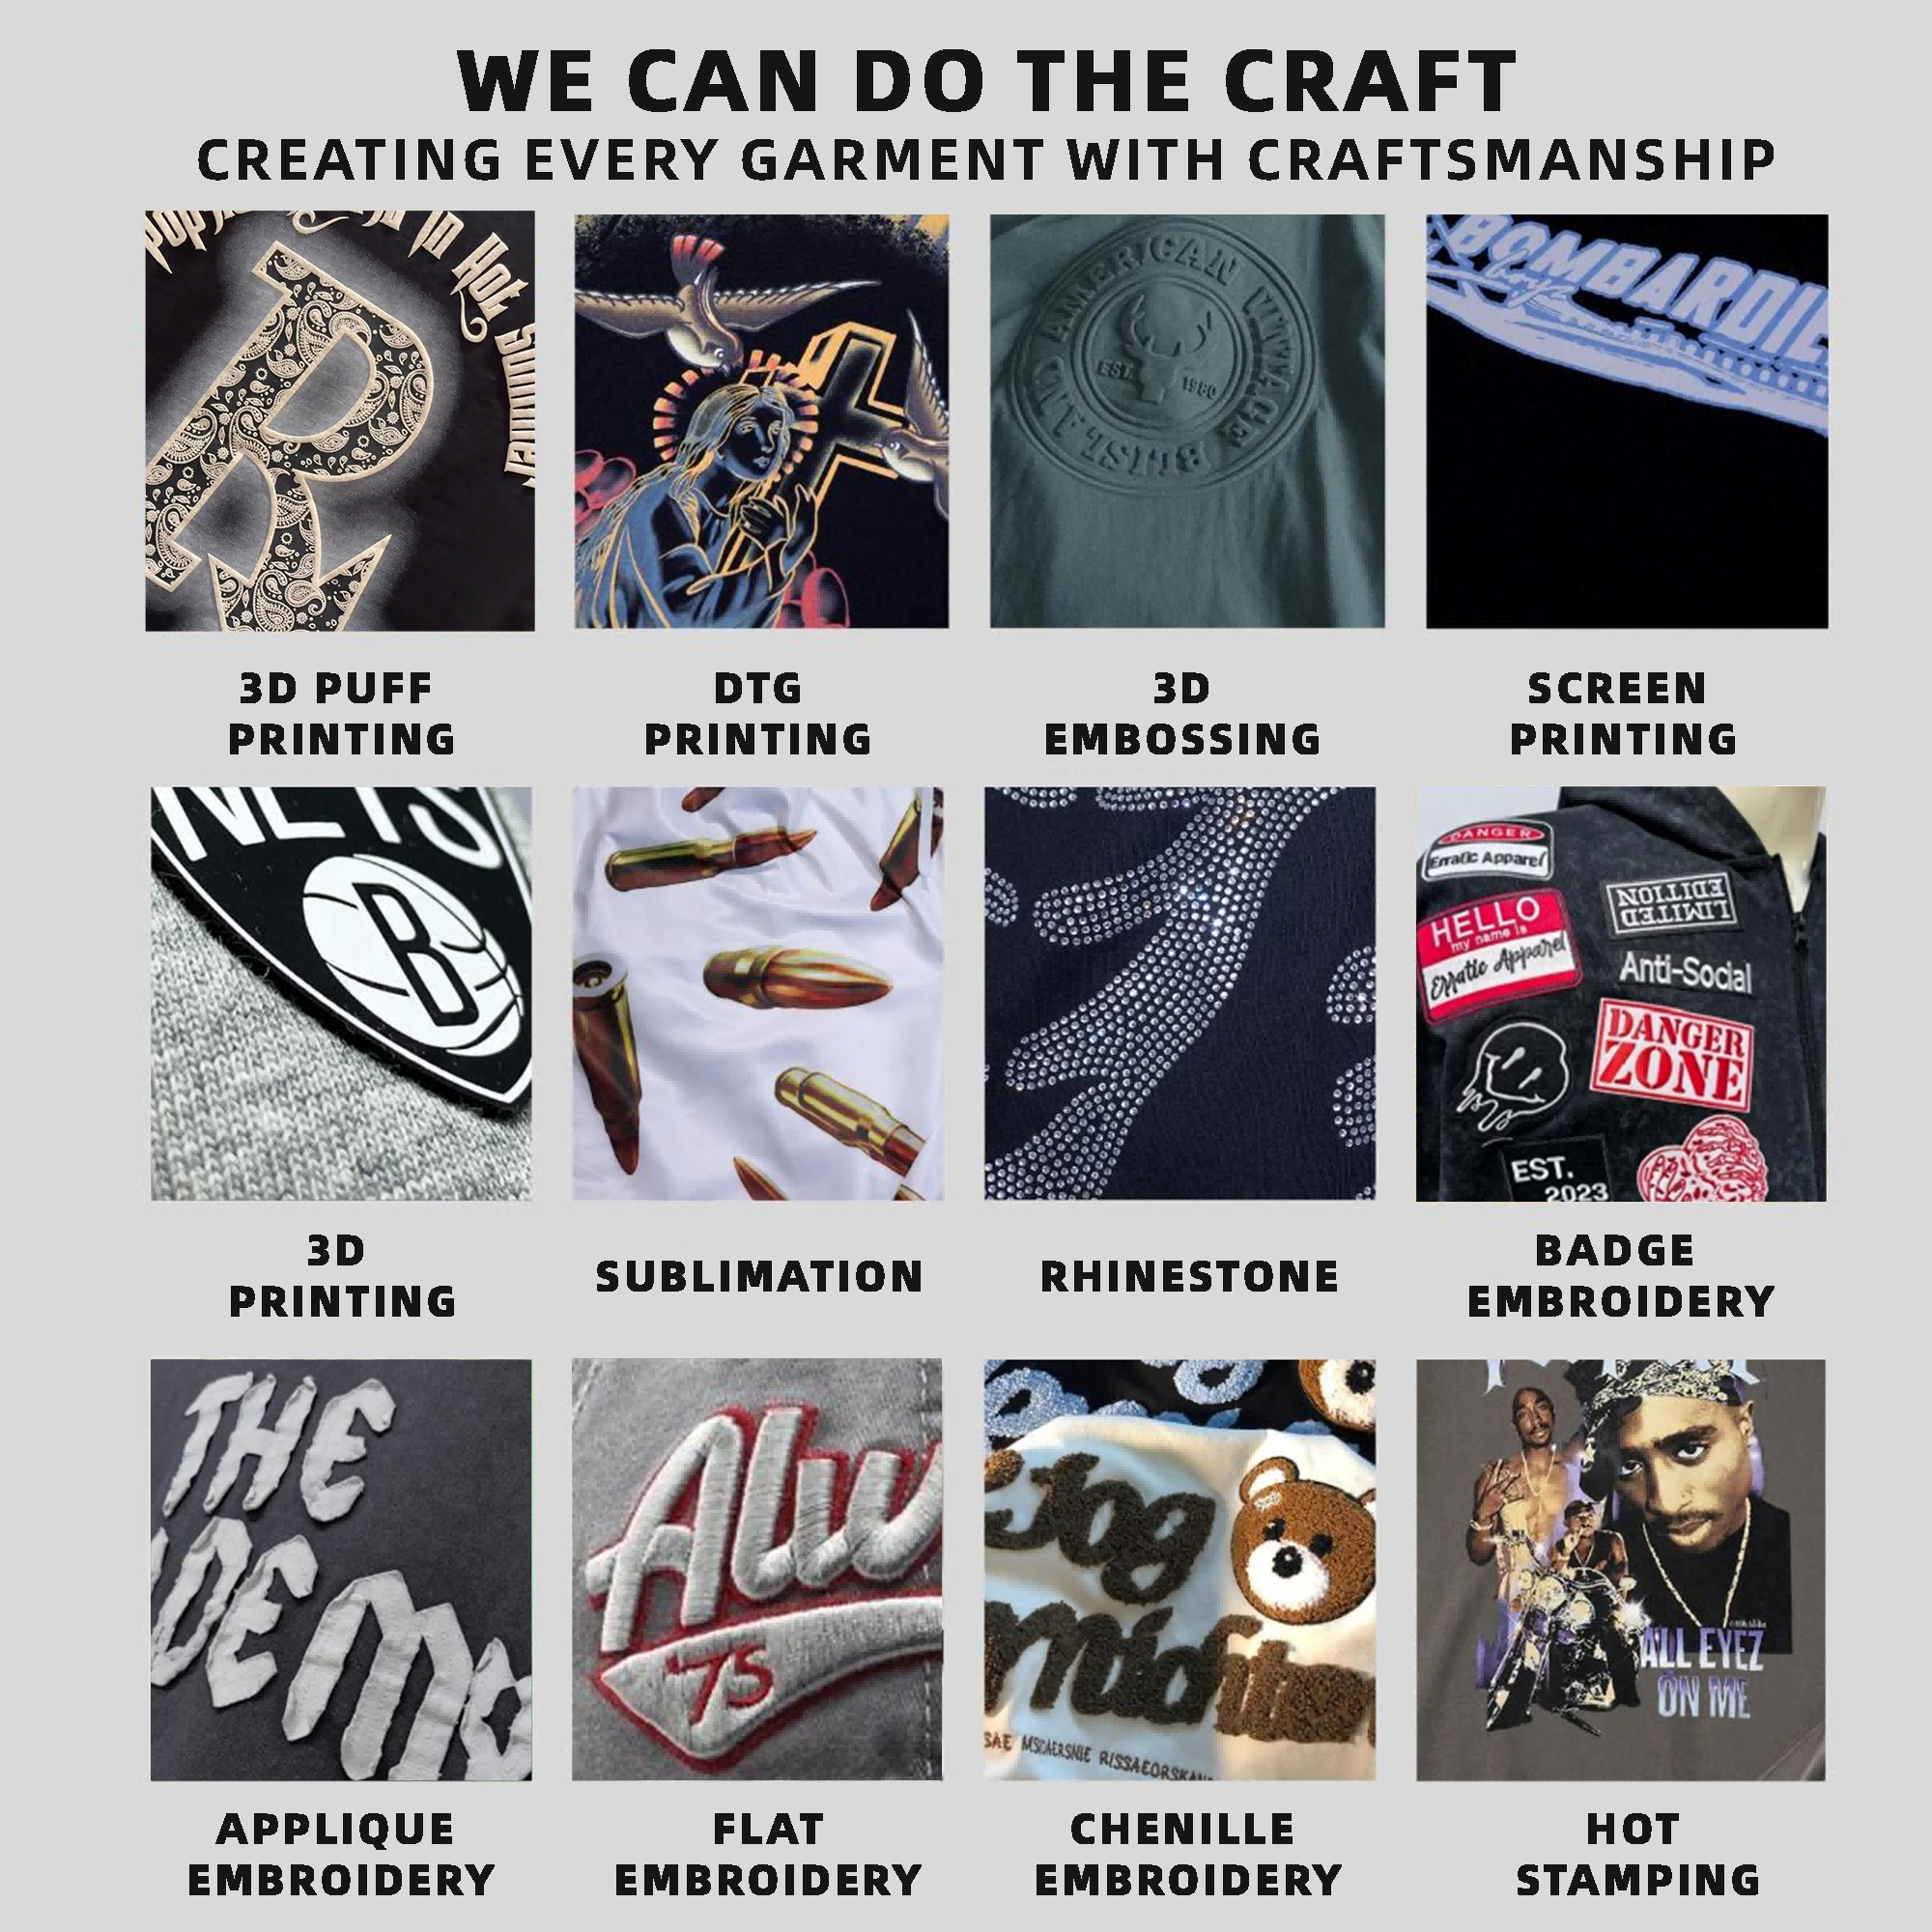 WE CAN DO THE CRAFT
CREATING EVERY GARMENT WITH CRAFTSMANSHIP
in Hot Summer
AMERICAN
EST. 1980
BOMBARDIE
3D PUFF
PRINTING
DTG
PRINTING
3D
EMBOSSING
SCREEN
PRINTING
NETS
B
DANGER
Erratic Apparel
HELLO
my name is
Erratic Apparel
LIMITED
EDITION
Anti-Social
DANGER
ZONE
EST.
2023
3D
PRINTING
SUBLIMATION
RHINESTONE
BADGE
EMBROIDERY
THE
DEMO
Alw
'75
ALL EYEZ
ON ME
APPLIQUE
EMBROIDERY
FLAT
EMBROIDERY
CHENILLE
EMBROIDERY
HOT
STAMPING